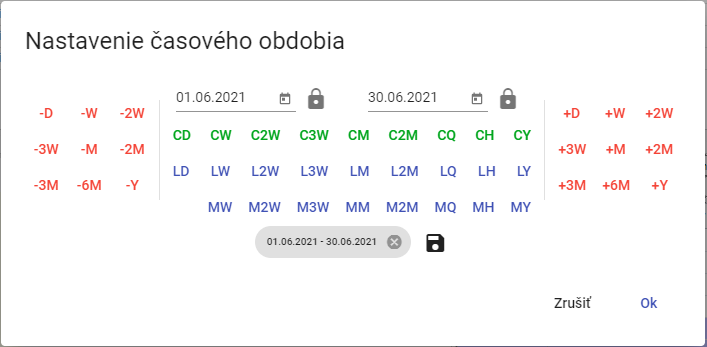 Nastavenie časového obdobia
01.06.2021 30.06.2021
-D -W -2W +D +W +2W
CD CW C2W C3W CM C2M CQ CH CY
-3W -M -2M +3W +M +2M
LD LW L2W L3W LM L2M LQ LH LY
-3M -6M -Y +3M +6M +Y
MW M2W M3W MM M2M MQ MH MY
01.06.2021 - 30.06.2021
Zrušiť Ok